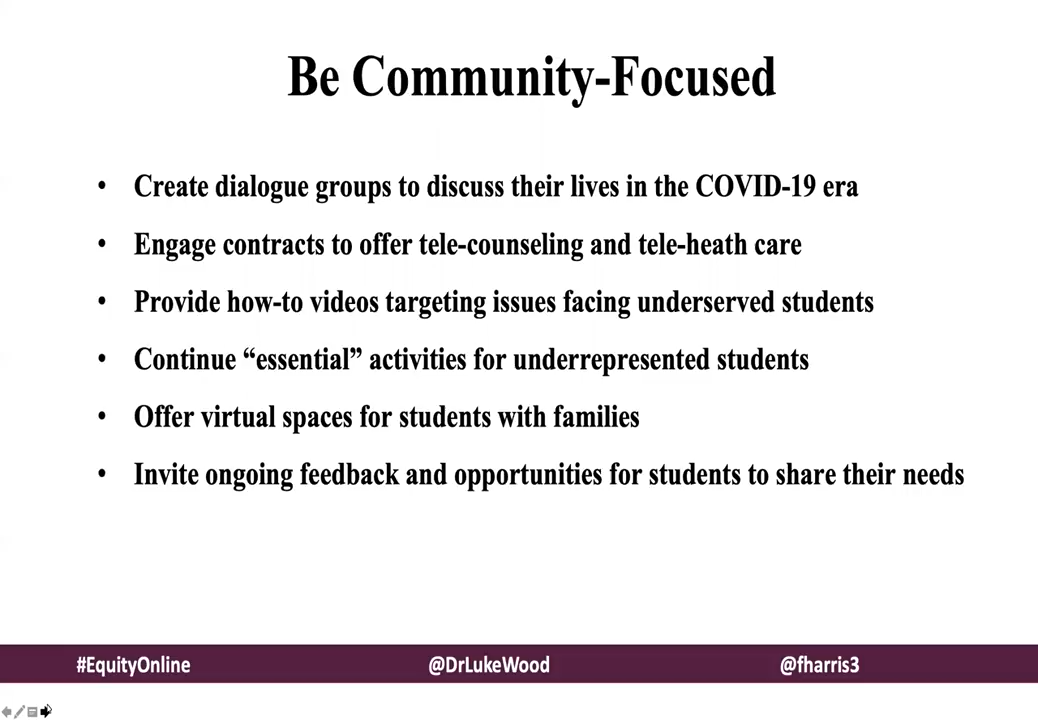 Be Community-Focused
• Create dialogue groups to discuss their lives in the COVID-19 era
• Engage contracts to offer tele-counseling and tele-heath care
• Provide how-to videos targeting issues facing underserved students
• Continue “essential” activities for underrepresented students
• Offer virtual spaces for students with families
• Invite ongoing feedback and opportunities for students to share their needs
#EquityOnline @DrLukeWood @fharris3